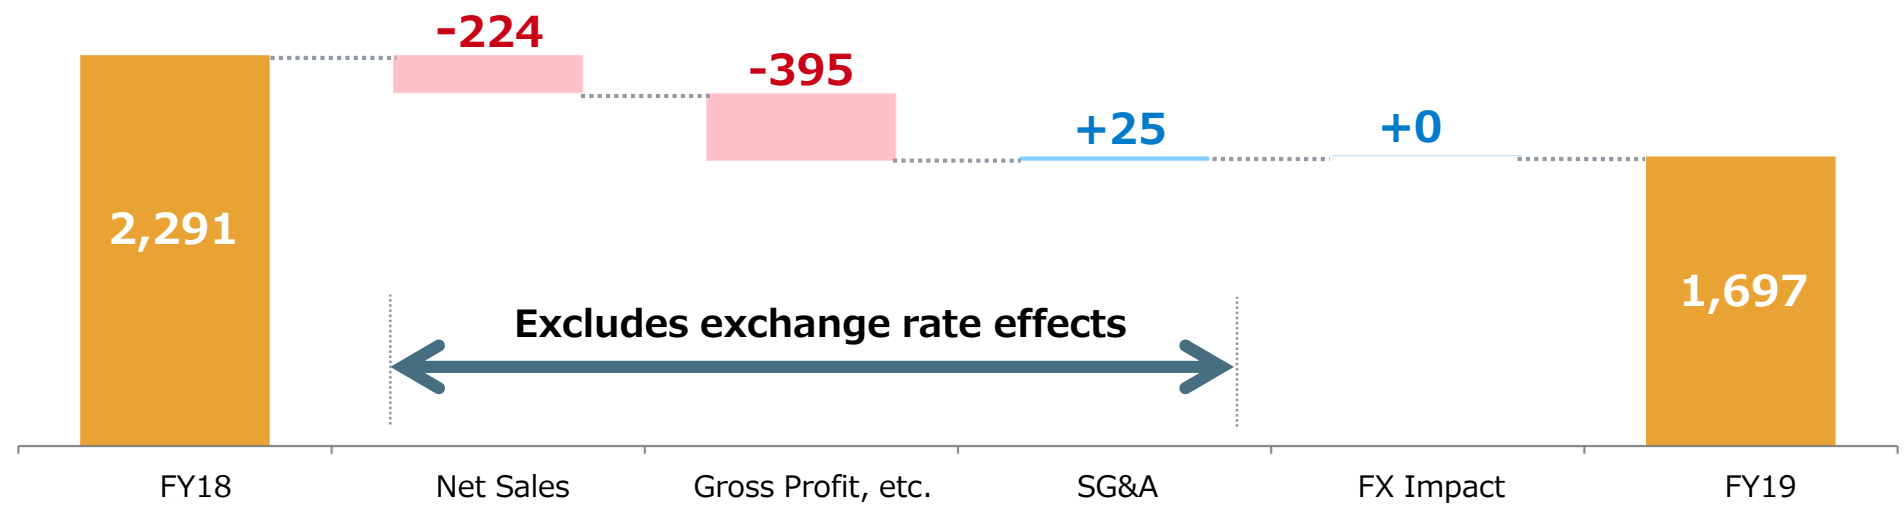 -224
-395
+25
+0
2,291
1,697
Excludes exchange rate effects
FY18
Net Sales
Gross Profit, etc.
SG&A
FX Impact
FY19